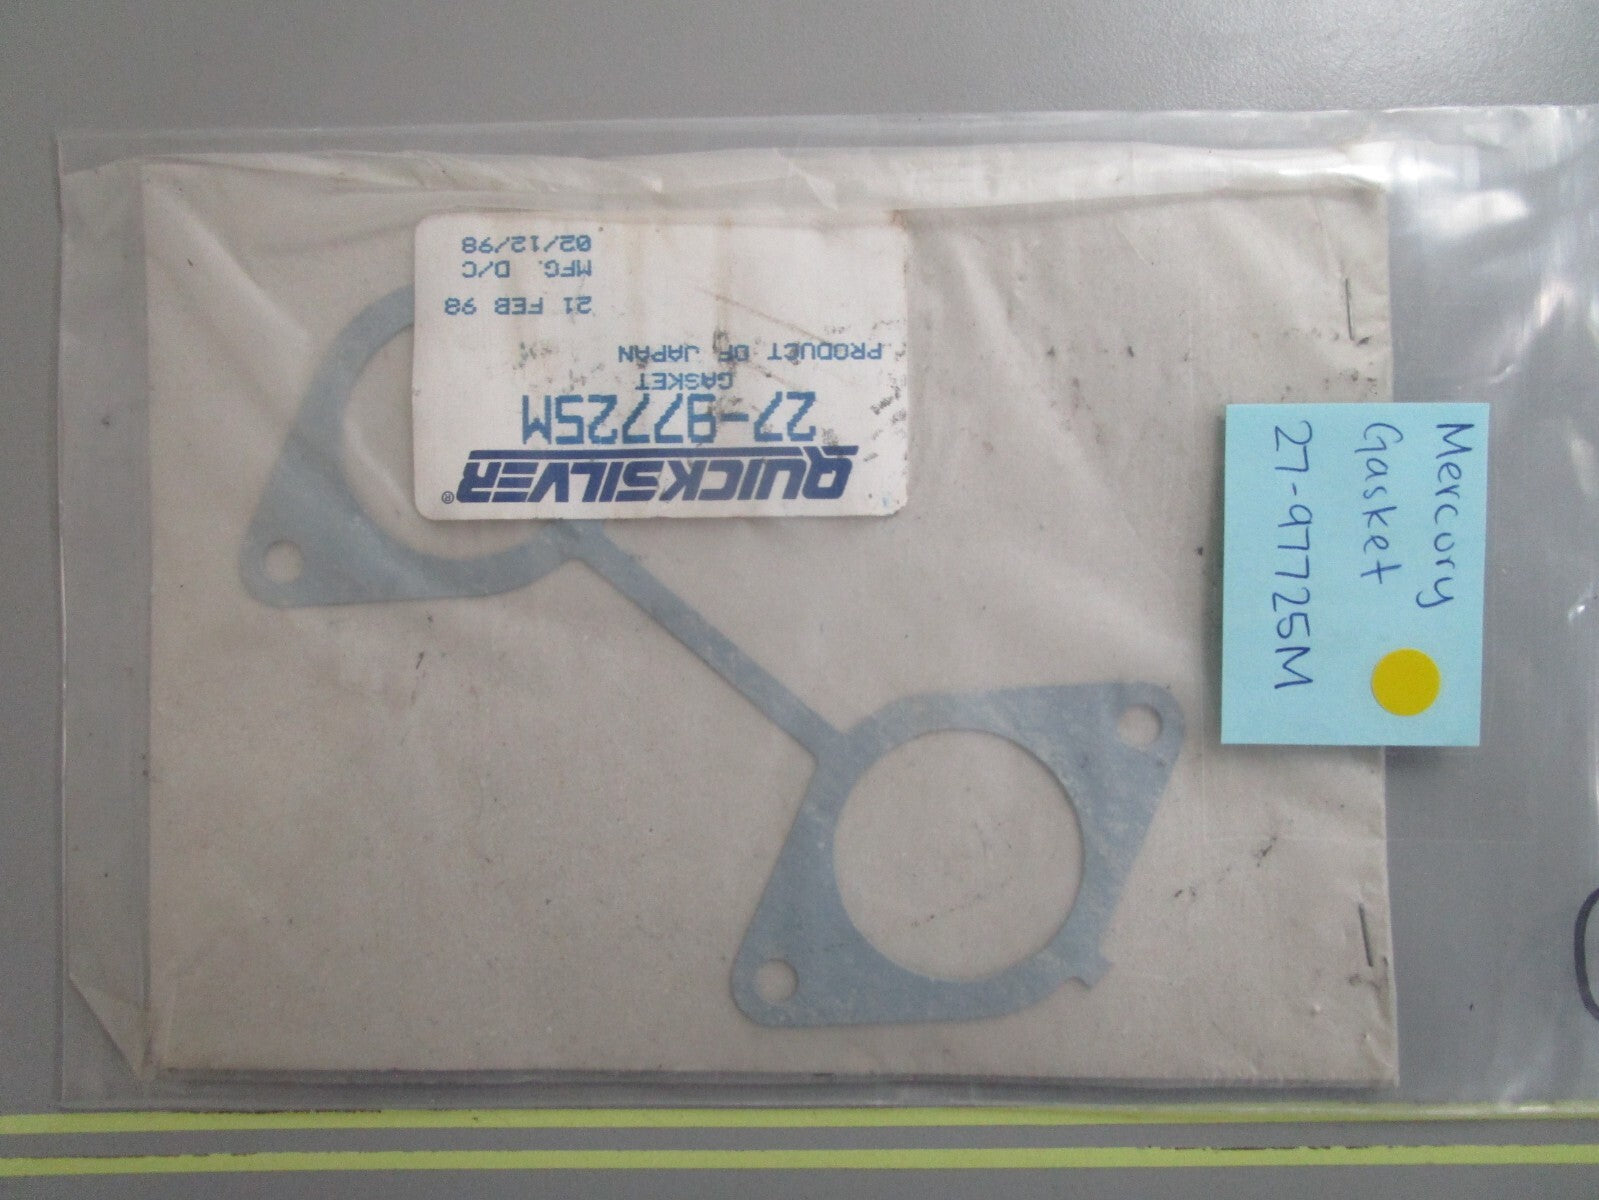 QUICKSILVER®
27-97725M
GASKET
PRODUCT OF JAPAN
21 FEB 98
MFG. D/C
02/12/98
Mercury
Gasket
27-97725M